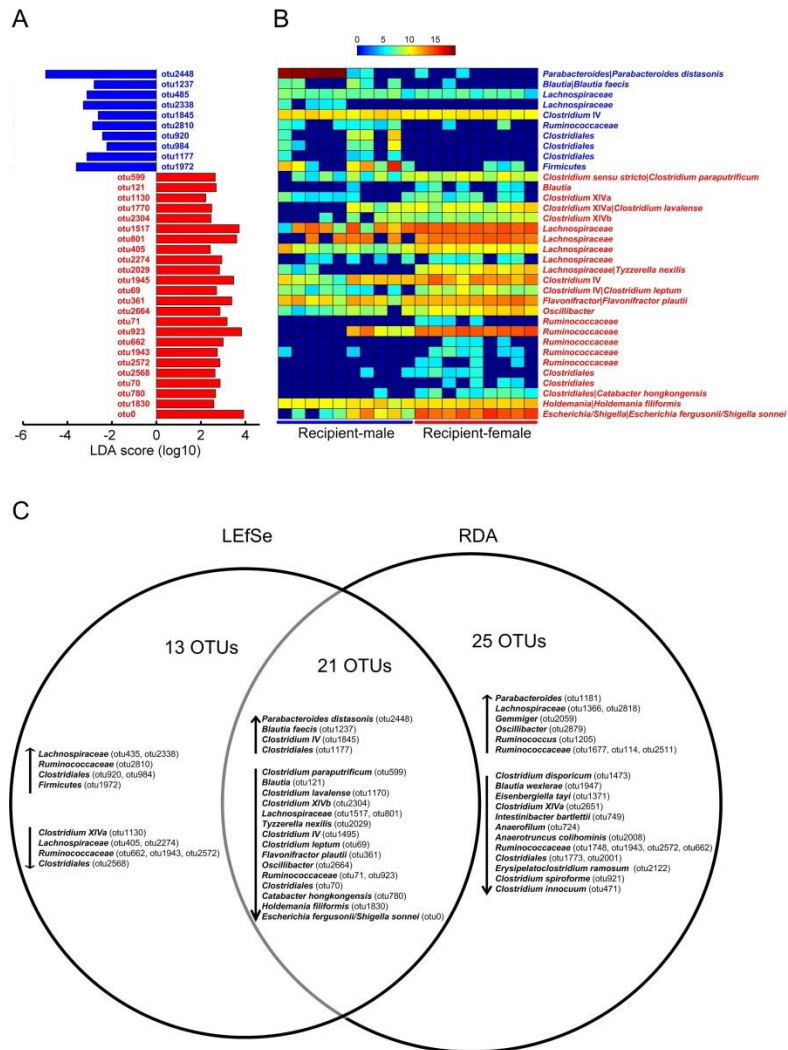 A
B
0 5 10 15
otu2448
otu1237
otu485
otu2338
otu1845
otu2810
otu920
otu984
otu1177
otu1972
otu599
otu121
otu1130
otu1770
otu2304
otu1517
otu801
otu405
otu2274
otu2029
otu1945
otu69
otu361
otu2664
otu71
otu923
otu662
otu1943
otu2572
otu2568
otu70
otu780
otu1830
otu0
-6 -4 -2 0 2 4 6
LDA score (log10)
Parabacteroides|Parabacteroides distasonis
Blautia|Blautia faecis
Lachnospiraceae
Lachnospiraceae
Clostridium IV
Ruminococcaceae
Clostridiales
Clostridiales
Clostridiales
Firmicutes
Clostridium sensu stricto|Clostridium paraputrificum
Blautia
Clostridium XIVa
Clostridium XIVa|Clostridium lavalense
Clostridium XIVb
Lachnospiraceae
Lachnospiraceae
Lachnospiraceae
Lachnospiraceae
Lachnospiraceae|Tyzzerella nexilis
Clostridium IV
Clostridium IV|Clostridium leptum
Flavonifractor|Flavonifractor plautii
Oscillibacter
Ruminococcaceae
Ruminococcaceae
Ruminococcaceae
Ruminococcaceae
Ruminococcaceae
Clostridiales
Clostridiales
Clostridiales|Catabacter hongkongensis
Holdemania|Holdemania filiformis
Escherichia/Shigella|Escherichia fergusonii/Shigella sonnei
Recipient-male Recipient-female
C
LEfSe
RDA
13 OTUs
Lachnospiraceae (otu435, otu2338)
Ruminococcaceae (otu2810)
Clostridiales (otu920, otu984)
Firmicutes (otu1972)
Clostridium XIVa (otu1130)
Lachnospiraceae (otu405, otu2274)
Ruminococcaceae (otu662, otu1943, otu2572)
Clostridiales (otu2568)
21 OTUs
Parabacteroides distasonis (otu2448)
Blautia faecis (otu1237)
Clostridium IV (otu1845)
Clostridiales (otu1177)
Clostridium paraputrificum (otu599)
Blautia (otu121)
Clostridium lavalense (otu1170)
Clostridium XIVb (otu2304)
Lachnospiraceae (otu1517, otu801)
Tyzzerella nexilis (otu2029)
Clostridium IV (otu1495)
Clostridium leptum (otu69)
Flavonifractor plautii (otu361)
Oscillibacter (otu2664)
Ruminococcaceae (otu71, otu923)
Clostridiales (otu70)
Catabacter hongkongensis (otu780)
Holdemania filiformis (otu1830)
Escherichia fergusonii/Shigella sonnei (otu0)
25 OTUs
Parabacteroides (otu1181)
Lachnospiraceae (otu1366, otu2818)
Gemmiger (otu2059)
Oscillibacter (otu2879)
Ruminococcus (otu1205)
Ruminococcaceae (otu1677, otu114, otu2511)
Clostridium disporicum (otu1473)
Blautia wexlerae (otu1947)
Eisenbergiella tayi (otu1371)
Clostridium XIVa (otu2651)
Intestinibacter bartlettii (otu749)
Anaerofilum (otu724)
Anaerotruncus colihominis (otu2008)
Ruminococcaceae (otu1748, otu1943, otu2572, otu662)
Clostridiales (otu1773, otu2001)
Erysipelatoclostridium ramosum (otu2122)
Clostridium spiroforme (otu921)
Clostridium innocuum (otu471)